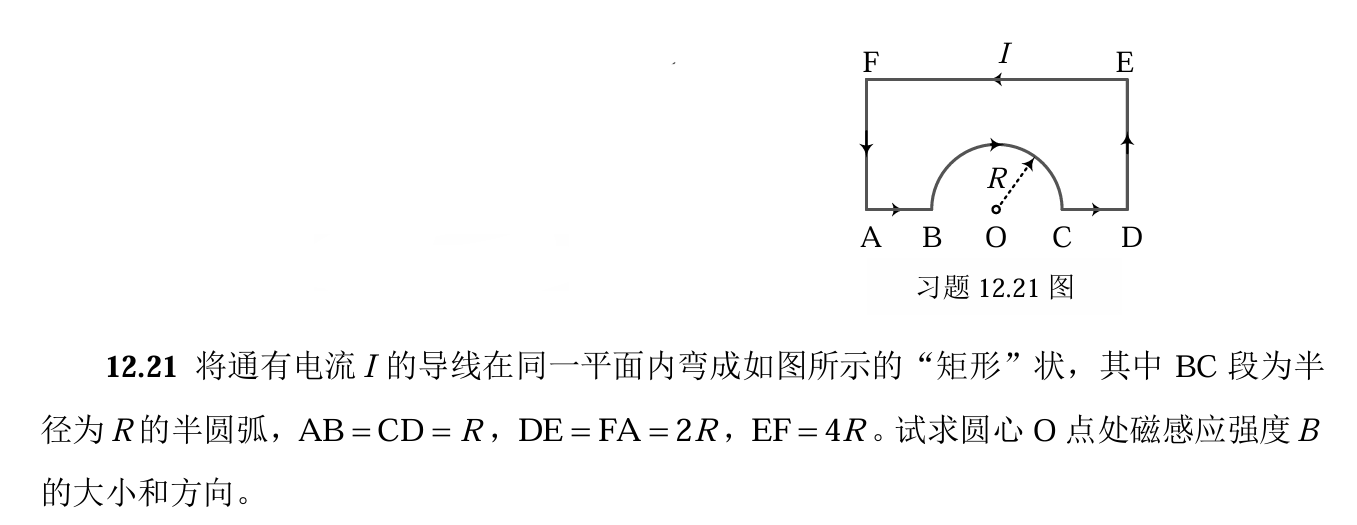 I
F E
R
A B O C D
习题 12.21 图
12.21 将通有电流 I 的导线在同一平面内弯成如图所示的“矩形”状，其中 BC 段为半
径为 R 的半圆弧，AB＝CD＝R，DE＝FA＝2R，EF＝4R。试求圆心 O 点处磁感应强度 B
的大小和方向。